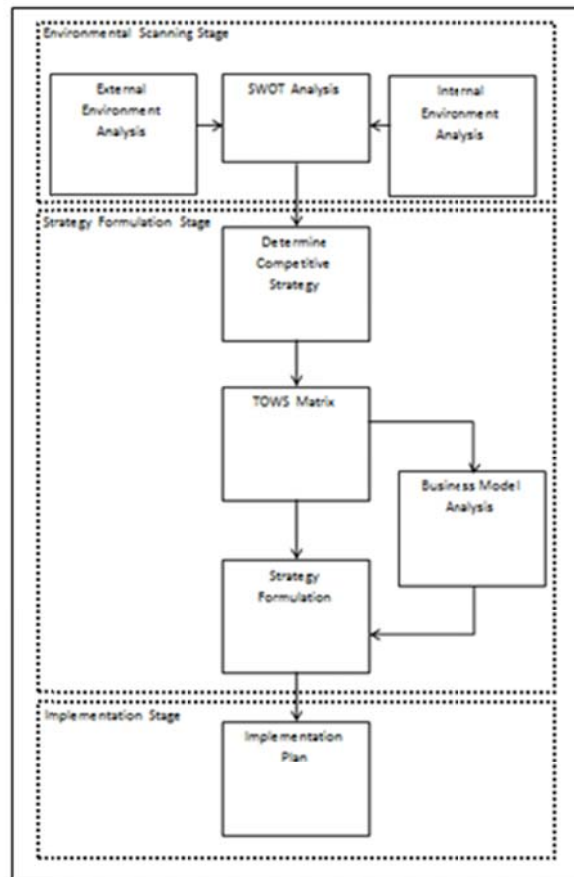 Environmental Scanning Stage
External
Environment
Analysis
SWOT Analysis
Internal
Environment
Analysis
Strategy Formulation Stage
Determine
Competitive
Strategy
TOWS Matrix
Business Model
Analysis
Strategy
Formulation
Implementation Stage
Implementation
Plan